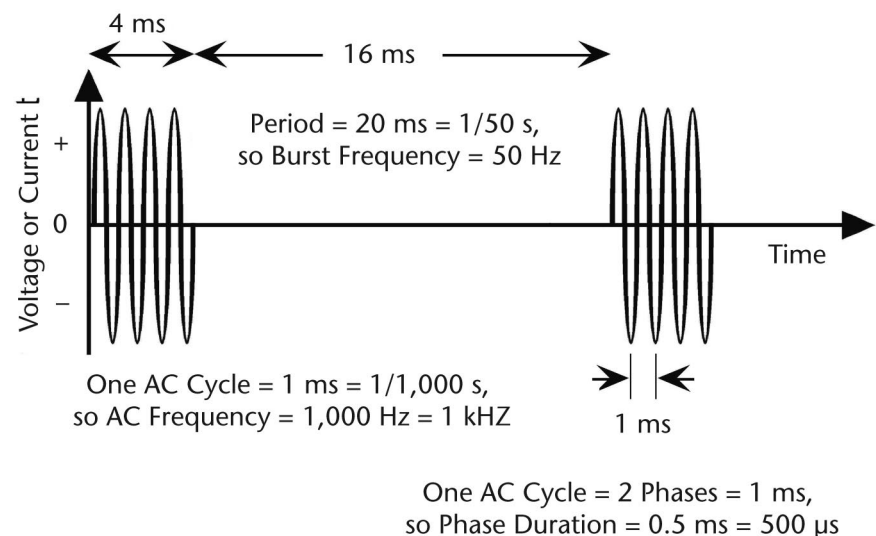 4 ms
16 ms
Voltage or Current t
+
0
–
Period = 20 ms = 1/50 s,
so Burst Frequency = 50 Hz
Time
One AC Cycle = 1 ms = 1/1,000 s,
so AC Frequency = 1,000 Hz = 1 kHZ
1 ms
One AC Cycle = 2 Phases = 1 ms,
so Phase Duration = 0.5 ms = 500 μs